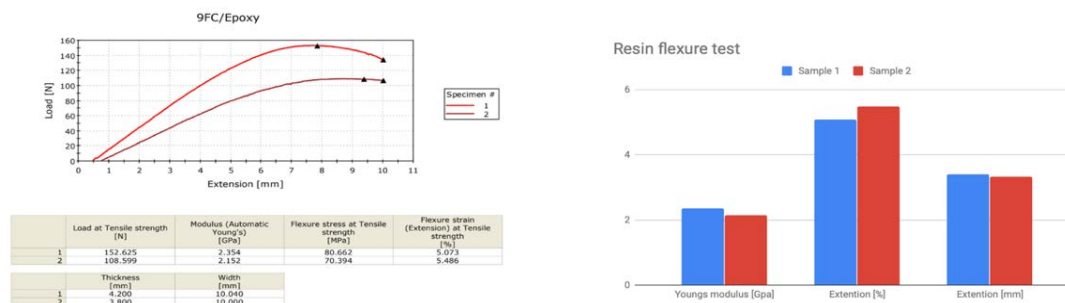 9FC/Epoxy
160
140
120
100
80
60
40
20
0
Load [N]
0 1 2 3 4 5 6 7 8 9 10 11
Extension [mm]
Specimen #
1
2
Load at Tensile strength [N] Modulus (Automatic Young's) [GPa] Flexure stress at Tensile strength [MPa] Flexure strain (Extension) at Tensile strength [%]
1 152.625 2.354 80.662 5.073
2 108.599 2.152 70.394 5.486
Thickness [mm] Width [mm]
1 4.200 10.040
2 3.800 10.000
Resin flexure test
Sample 1 Sample 2
6
4
2
0
Youngs modulus [Gpa] Extention [%] Extention [mm]